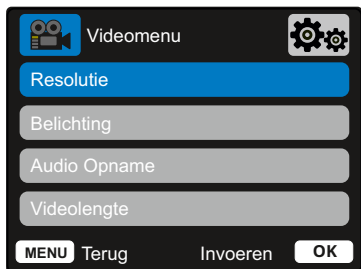 Videomenu
Resolutie
Belichting
Audio Opname
Videolengte
MENU Terug Invoeren OK